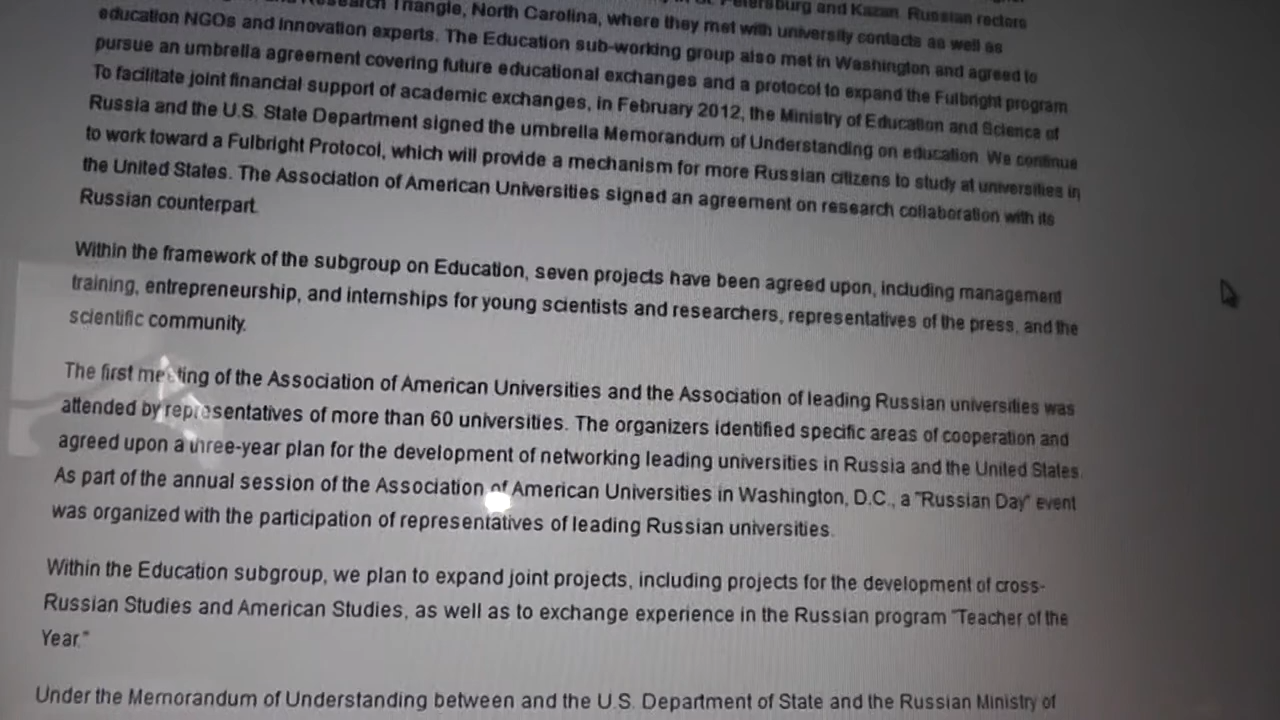 Research Triangle, North Carolina, where they met with university contacts as well as
education NGOs and innovation experts. The Education sub-working group also met in Washington and agreed to
pursue an umbrella agreement covering future educational exchanges and a protocol to expand the Fulbright program.
To facilitate joint financial support of academic exchanges, in February 2012, the Ministry of Education and Science of
Russia and the U.S. State Department signed the umbrella Memorandum of Understanding on education. We continue
to work toward a Fulbright Protocol, which will provide a mechanism for more Russian citizens to study at universities in
the United States. The Association of American Universities signed an agreement on research collaboration with its
Russian counterpart.
Within the framework of the subgroup on Education, seven projects have been agreed upon, including management
training, entrepreneurship, and internships for young scientists and researchers, representatives of the press, and the
scientific community.
The first meeting of the Association of American Universities and the Association of leading Russian universities was
attended by representatives of more than 60 universities. The organizers identified specific areas of cooperation and
agreed upon a three-year plan for the development of networking leading universities in Russia and the United States.
As part of the annual session of the Association of American Universities in Washington, D.C., a "Russian Day" event
was organized with the participation of representatives of leading Russian universities.
Within the Education subgroup, we plan to expand joint projects, including projects for the development of cross-
Russian Studies and American Studies, as well as to exchange experience in the Russian program "Teacher of the
Year."
Under the Memorandum of Understanding between and the U.S. Department of State and the Russian Ministry of